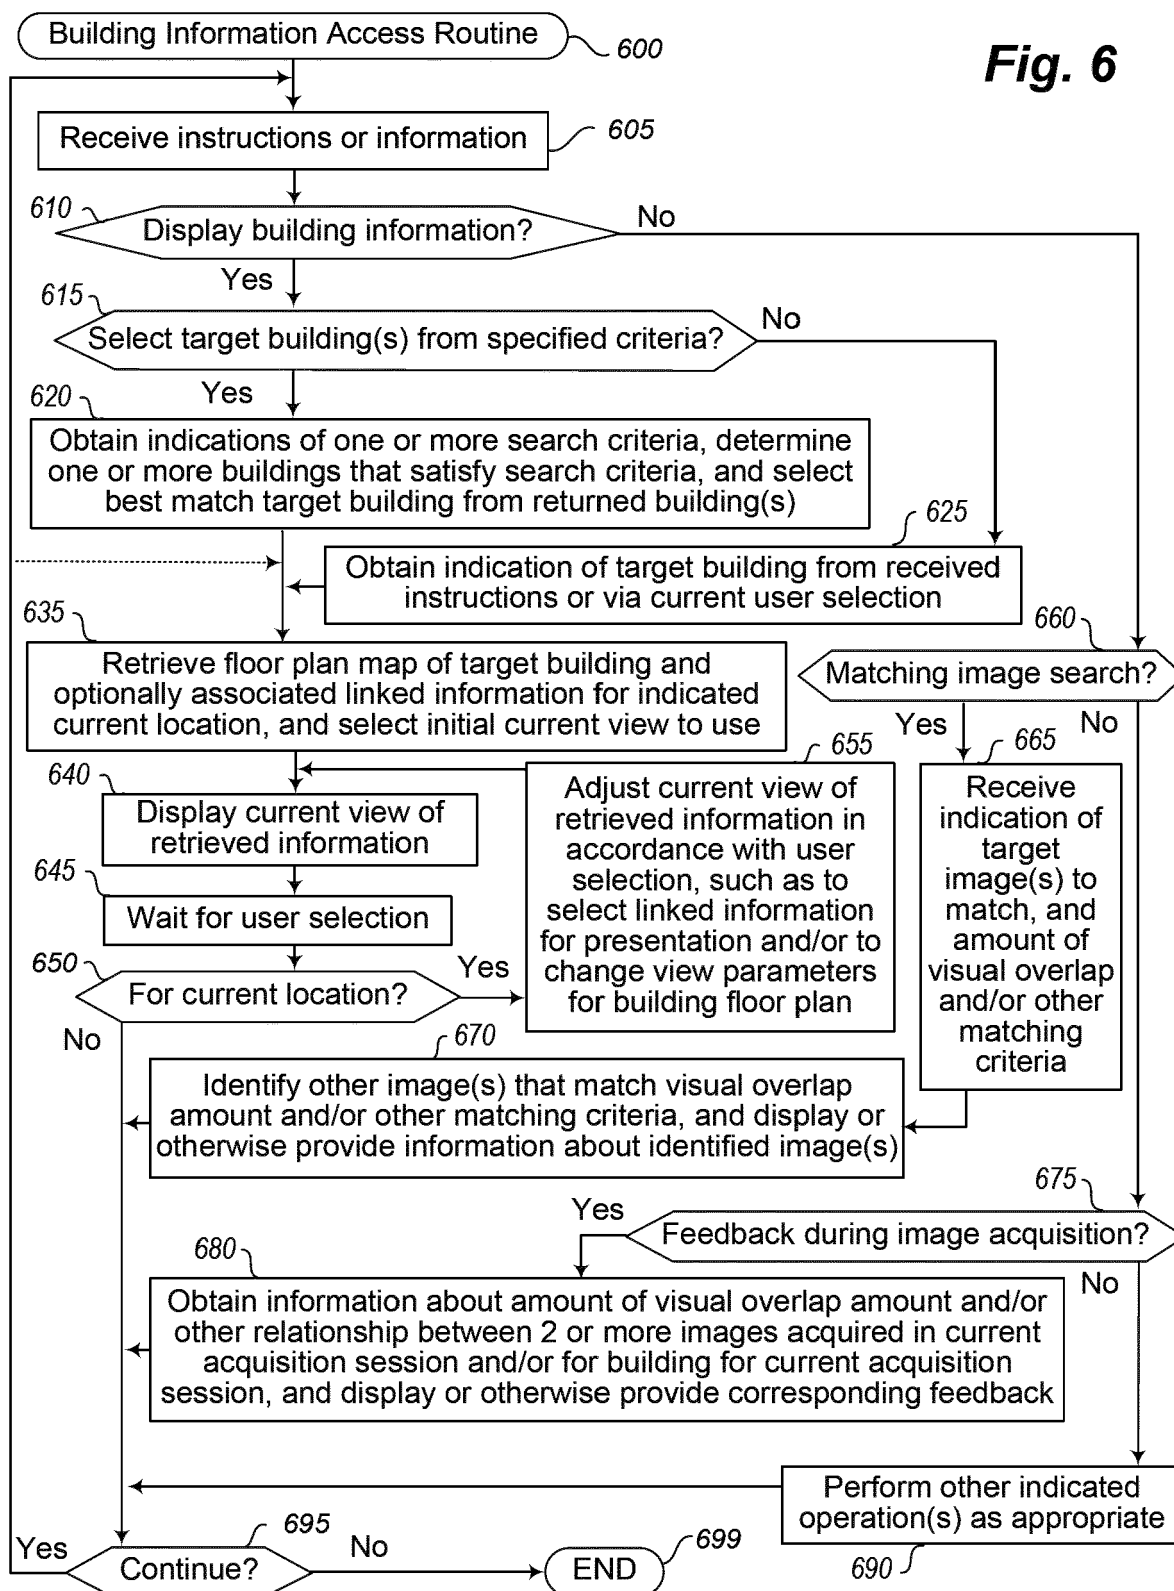 Building Information Access Routine
600
Fig. 6
Receive instructions or information
605
610
Display building information?
No
Yes
615
Select target building(s) from specified criteria?
No
Yes
620
Obtain indications of one or more search criteria, determine
one or more buildings that satisfy search criteria, and select
best match target building from returned building(s)
625
Obtain indication of target building from received
instructions or via current user selection
635
Retrieve floor plan map of target building and
optionally associated linked information for indicated
current location, and select initial current view to use
660
Matching image search?
Yes
No
640
Display current view of
retrieved information
645
Wait for user selection
650
For current location?
Yes
No
655
Adjust current view of
retrieved information in
accordance with user
selection, such as to
select linked information
for presentation and/or to
change view parameters
for building floor plan
665
Receive
indication of
target
image(s) to
match, and
amount of
visual overlap
and/or other
matching
criteria
670
Identify other image(s) that match visual overlap
amount and/or other matching criteria, and display or
otherwise provide information about identified image(s)
675
Feedback during image acquisition?
Yes
No
680
Obtain information about amount of visual overlap amount and/or
other relationship between 2 or more images acquired in current
acquisition session and/or for building for current acquisition
session, and display or otherwise provide corresponding feedback
Perform other indicated
operation(s) as appropriate
690
695
Continue?
Yes
No
END
699